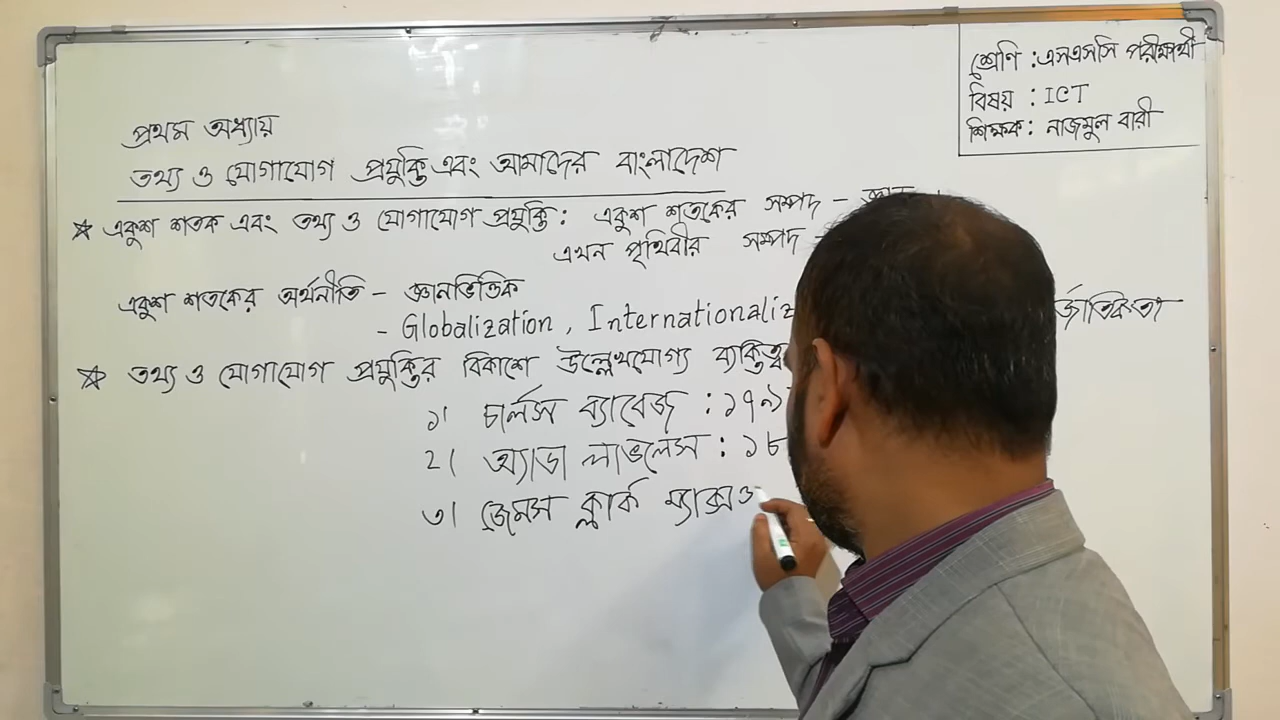 শ্রেণি : এসএসসি পরীক্ষার্থী
বিষয় : ICT
শিক্ষক : নাজমুল বারী
প্রথম অধ্যায়
তথ্য ও যোগাযোগ প্রযুক্তি এবং আমাদের বাংলাদেশ
★ একুশ শতক এবং তথ্য ও যোগাযোগ প্রযুক্তি : একুশ শতকের সম্পদ -
এখন পৃথিবীর সম্পদ
একুশ শতকের অর্থনীতি - জ্ঞানভিত্তিক
- Globalization , Internationaliz
★ তথ্য ও যোগাযোগ প্রযুক্তির বিকাশে উল্লেখযোগ্য ব্যক্তিত্ব
১। চার্লস ব্যাবেজ : ১৭৯
২। অ্যাডা লাভলেস : ১৮
৩। জেমস ক্লার্ক ম্যাক্সও